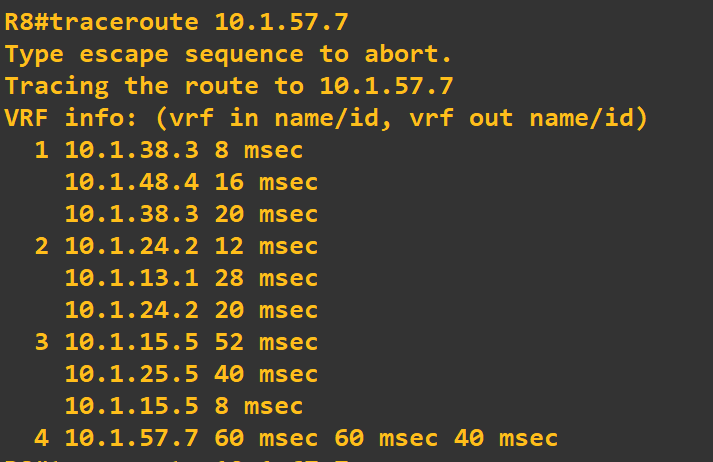 R8#traceroute 10.1.57.7
Type escape sequence to abort.
Tracing the route to 10.1.57.7
VRF info: (vrf in name/id, vrf out name/id)
  1 10.1.38.3 8 msec
    10.1.48.4 16 msec
    10.1.38.3 20 msec
  2 10.1.24.2 12 msec
    10.1.13.1 28 msec
    10.1.24.2 20 msec
  3 10.1.15.5 52 msec
    10.1.25.5 40 msec
    10.1.15.5 8 msec
  4 10.1.57.7 60 msec 60 msec 40 msec